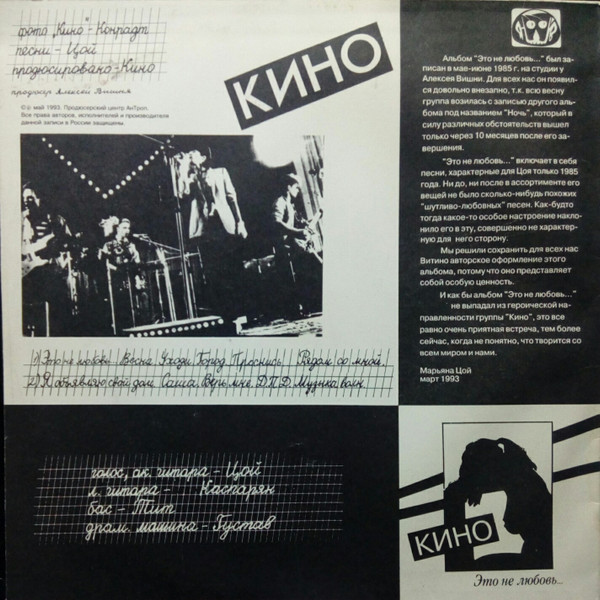 фото "Кино" - Конрадт
песни - Цой
продюсировано - Кино
продюсер Алексей Вишня
© ℗ май 1993. Продюсерский центр АнТроп.
Все права авторов, исполнителей и производителя
данной записи в России защищены.
КИНО
Альбом "Это не любовь..." был за-
писан в мае-июне 1985 г. на студии у
Алексея Вишни. Для всех нас он появил-
ся довольно внезапно, т.к. всю весну
группа возилась с записью другого аль-
бома под названием "Ночь", который в
силу различных обстоятельств вышел
только через 10 месяцев после его за-
вершения.
"Это не любовь..." включает в себя
песни, характерные для Цоя только 1985
года. Ни до, ни после в ассортименте его
вещей не было сколько-нибудь похожих
"шутливо-любовных" песен. Как-будто
тогда какое-то особое настроение накло-
нило его в эту, совершенно не характер-
ную для него сторону.
Мы решили сохранить для всех нас
Витино авторское оформление этого
альбома, потому что оно представляет
собой особую ценность.
И как бы альбом "Это не любовь..."
не выпадал из героической на-
правленности группы "Кино", это все
равно очень приятная встреча, тем более
сейчас, когда не понятно, что творится со
всем миром и нами.
Марьяна Цой
март 1993
1) Это не любовь Весна Уходи Город Проснись Рядом со мной.
2) Я объявляю свой дом Саша Верь мне Д.П.Д. Музыка волн
голос, ак. гитара - Цой
л. гитара - Каспарян
бас - Тит
драм. машина - Густав
КИНО
Это не любовь...